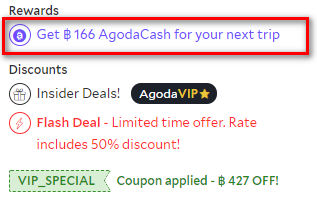 Rewards
a Get ฿ 166 AgodaCash for your next trip
Discounts
Insider Deals! AgodaVIP
Flash Deal - Limited time offer. Rate
includes 50% discount!
VIP_SPECIAL Coupon applied - ฿ 427 OFF!